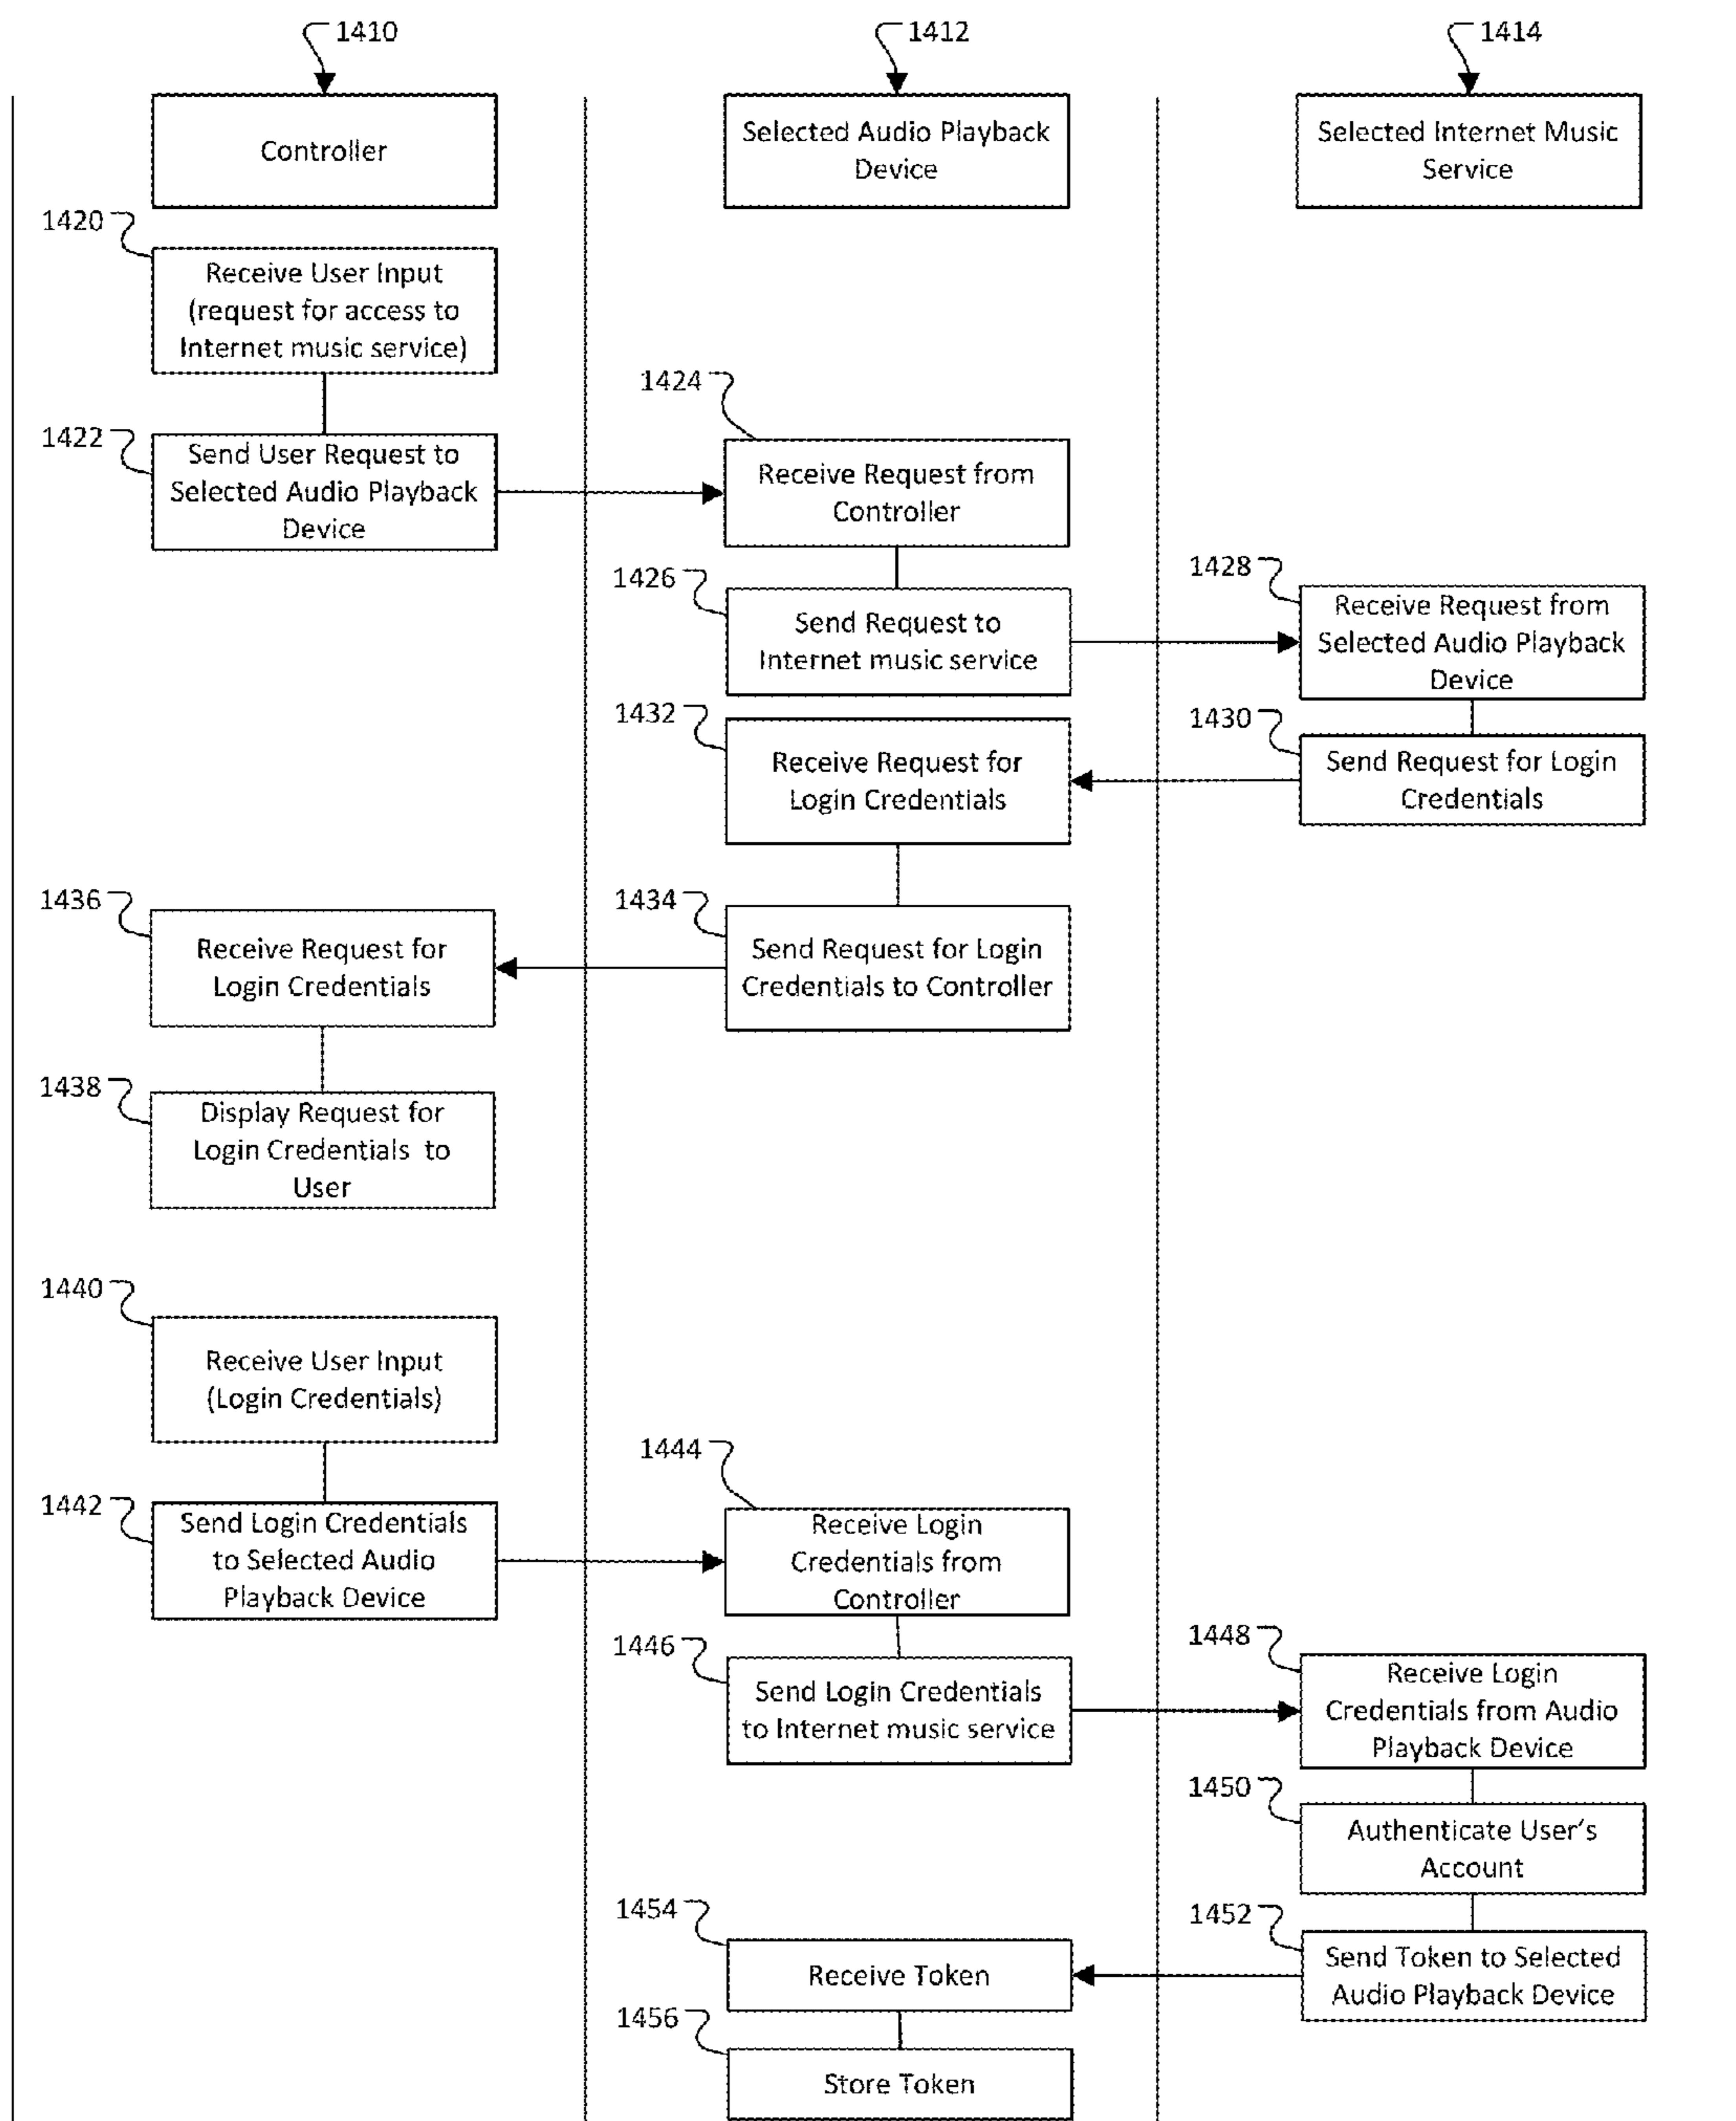 1410
1412
1414
Controller
Selected Audio Playback
Device
Selected Internet Music
Service
1420
Receive User Input
(request for access to
Internet music service)
1422
Send User Request to
Selected Audio Playback
Device
1424
Receive Request from
Controller
1426
Send Request to
Internet music service
1428
Receive Request from
Selected Audio Playback
Device
1430
Send Request for Login
Credentials
1432
Receive Request for
Login Credentials
1434
Send Request for Login
Credentials to Controller
1436
Receive Request for
Login Credentials
1438
Display Request for
Login Credentials to
User
1440
Receive User Input
(Login Credentials)
1442
Send Login Credentials
to Selected Audio
Playback Device
1444
Receive Login
Credentials from
Controller
1446
Send Login Credentials
to Internet music service
1448
Receive Login
Credentials from Audio
Playback Device
1450
Authenticate User's
Account
1452
Send Token to Selected
Audio Playback Device
1454
Receive Token
1456
Store Token